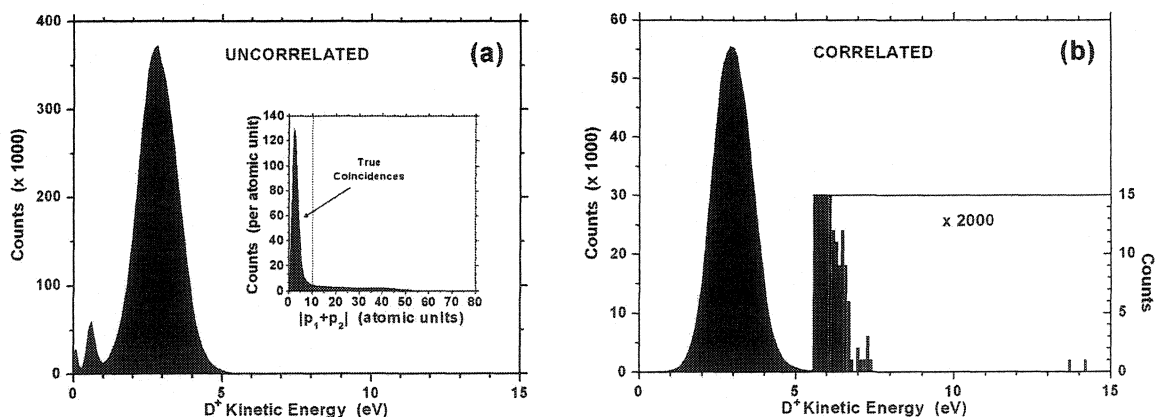 400
300
200
100
0
Counts (x 1000)
UNCORRELATED
(a)
140
120
100
80
60
40
20
0
Counts (per atomic unit)
True
Coincidences
0 10 20 30 40 50 60 70 80
|p1+p2| (atomic units)
0 5 10 15
D+ Kinetic Energy (eV)
60
50
40
30
20
10
0
Counts (x 1000)
CORRELATED
(b)
x 2000
15
10
5
0
Counts
0 5 10 15
D+ Kinetic Energy (eV)